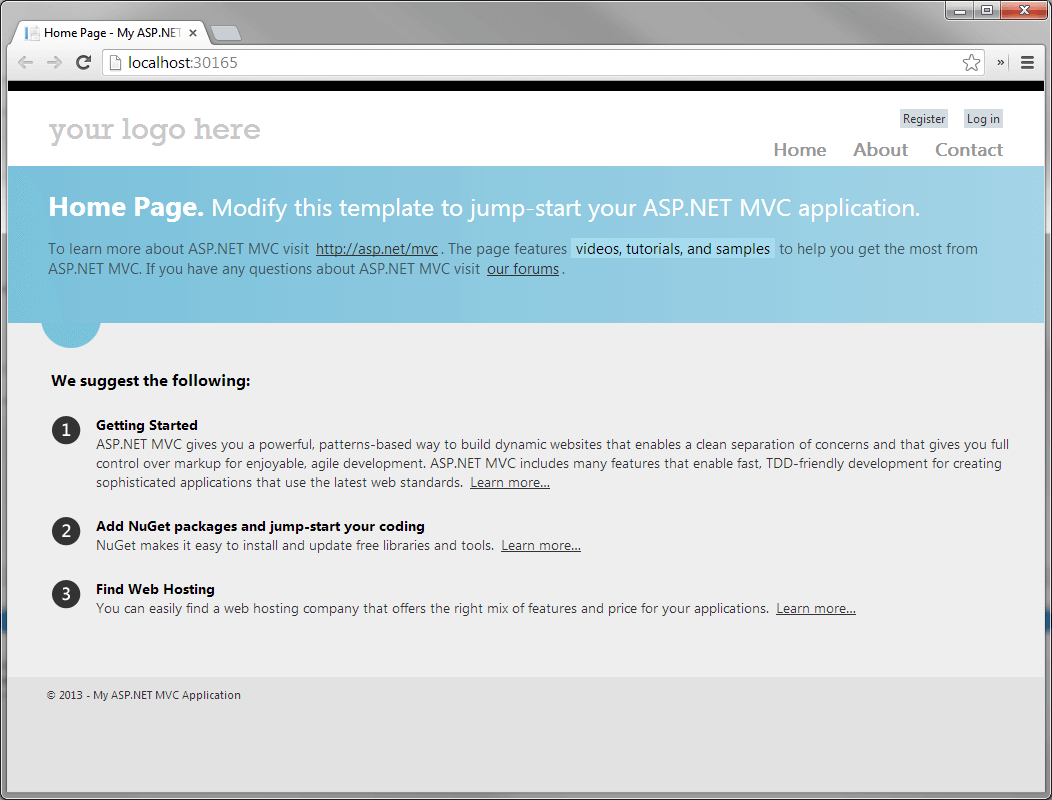 Home Page - My ASP.NET
localhost:30165
your logo here
Register Log in
Home About Contact
Home Page. Modify this template to jump-start your ASP.NET MVC application.
To learn more about ASP.NET MVC visit http://asp.net/mvc. The page features videos, tutorials, and samples to help you get the most from
ASP.NET MVC. If you have any questions about ASP.NET MVC visit our forums.
We suggest the following:
1 Getting Started
ASP.NET MVC gives you a powerful, patterns-based way to build dynamic websites that enables a clean separation of concerns and that gives you full
control over markup for enjoyable, agile development. ASP.NET MVC includes many features that enable fast, TDD-friendly development for creating
sophisticated applications that use the latest web standards. Learn more...
2 Add NuGet packages and jump-start your coding
NuGet makes it easy to install and update free libraries and tools. Learn more...
3 Find Web Hosting
You can easily find a web hosting company that offers the right mix of features and price for your applications. Learn more...
© 2013 - My ASP.NET MVC Application